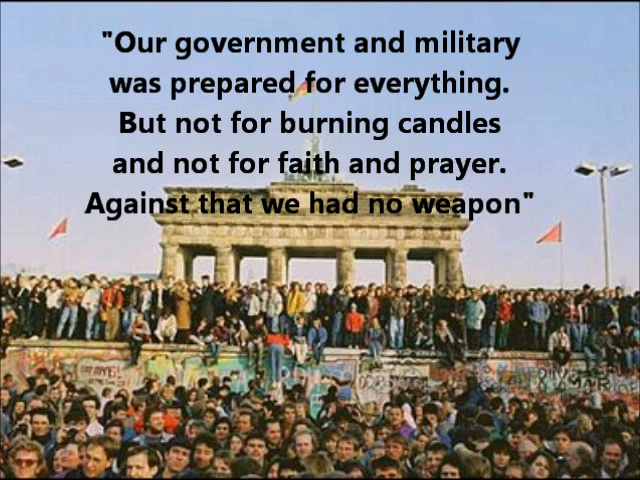 "Our government and military
was prepared for everything.
But not for burning candles
and not for faith and prayer.
Against that we had no weapon"